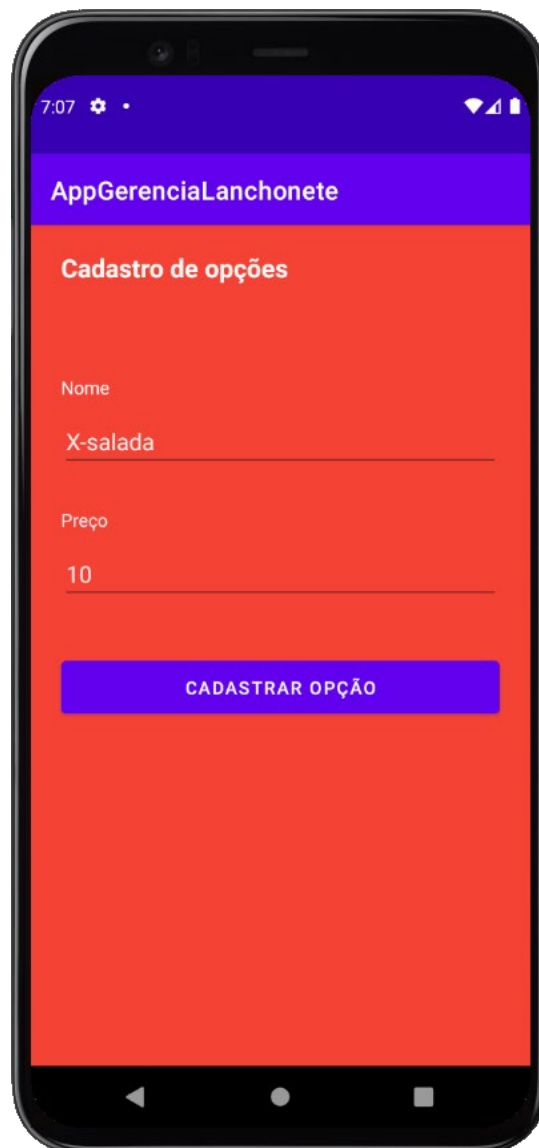 7:07
AppGerenciaLanchonete
Cadastro de opções
Nome
X-salada
Preço
10
CADASTRAR OPÇÃO